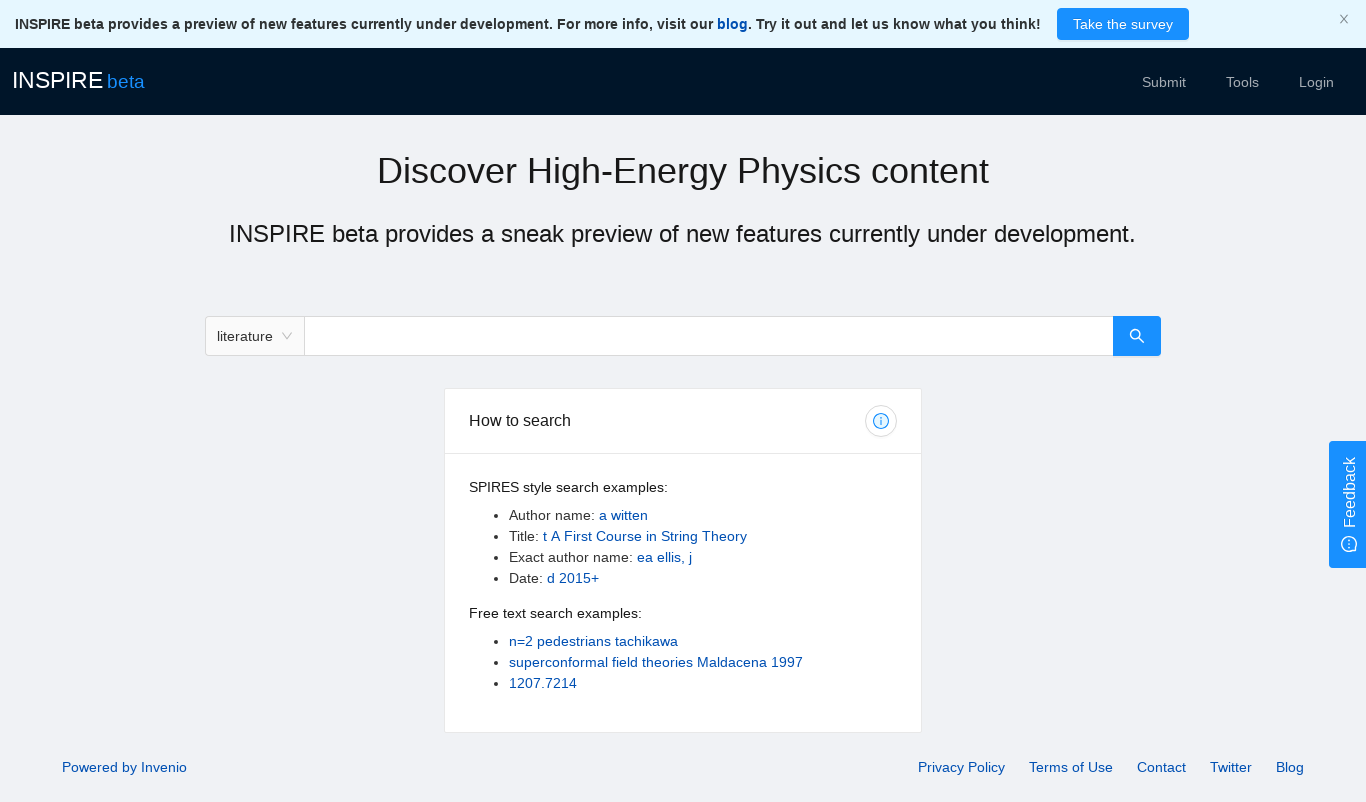 INSPIRE beta provides a preview of new features currently under development. For more info, visit our blog. Try it out and let us know what you think! Take the survey
INSPIRE beta Submit Tools Login
Discover High-Energy Physics content
INSPIRE beta provides a sneak preview of new features currently under development.
literature
How to search
SPIRES style search examples:
Author name: a witten
Title: t A First Course in String Theory
Exact author name: ea ellis, j
Date: d 2015+
Free text search examples:
n=2 pedestrians tachikawa
superconformal field theories Maldacena 1997
1207.7214
Feedback
Powered by Invenio Privacy Policy Terms of Use Contact Twitter Blog